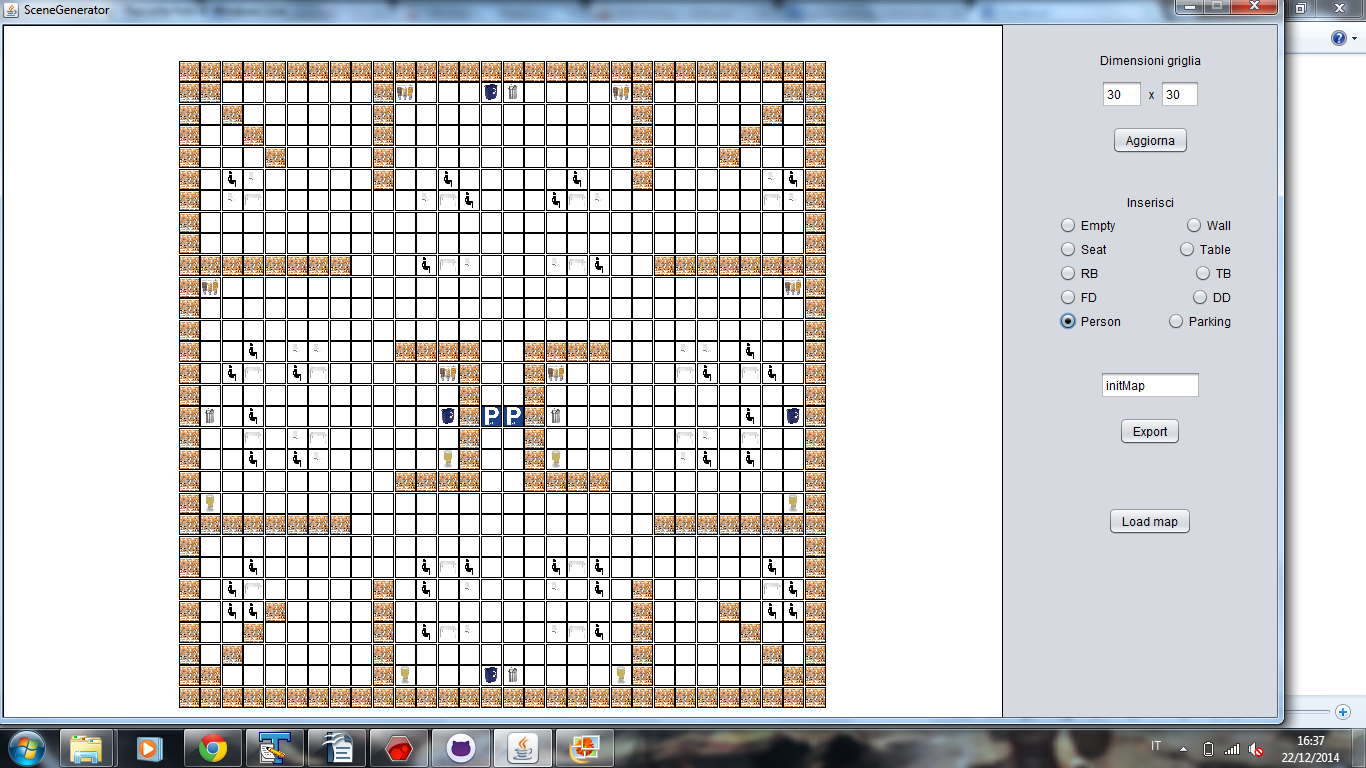 SceneGenerator
Dimensioni griglia
30 x 30
Aggiorna
Inserisci
Empty Wall
Seat Table
RB TB
FD DD
Person Parking
initMap
Export
Load map
P P
IT 16:37
22/12/2014